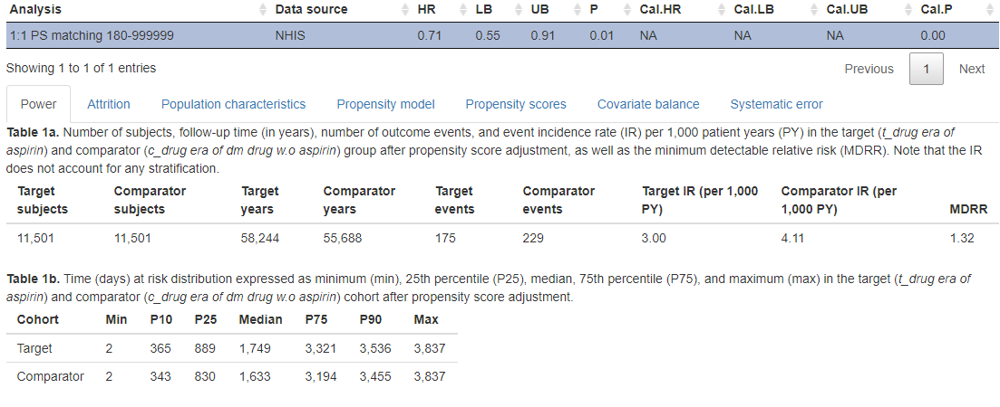 Analysis Data source HR LB UB P Cal.HR Cal.LB Cal.UB Cal.P
1:1 PS matching 180-999999 NHIS 0.71 0.55 0.91 0.01 NA NA NA 0.00
Showing 1 to 1 of 1 entries Previous 1 Next
Power Attrition Population characteristics Propensity model Propensity scores Covariate balance Systematic error
Table 1a. Number of subjects, follow-up time (in years), number of outcome events, and event incidence rate (IR) per 1,000 patient years (PY) in the target (t_drug era of
aspirin) and comparator (c_drug era of dm drug w.o aspirin) group after propensity score adjustment, as well as the minimum detectable relative risk (MDRR). Note that the IR
does not account for any stratification.
Target Comparator Target Comparator Target Comparator Target IR (per 1,000 Comparator IR (per
subjects subjects years years events events PY) 1,000 PY) MDRR
11,501 11,501 58,244 55,688 175 229 3.00 4.11 1.32
Table 1b. Time (days) at risk distribution expressed as minimum (min), 25th percentile (P25), median, 75th percentile (P75), and maximum (max) in the target (t_drug era of
aspirin) and comparator (c_drug era of dm drug w.o aspirin) cohort after propensity score adjustment.
Cohort Min P10 P25 Median P75 P90 Max
Target 2 365 889 1,749 3,321 3,536 3,837
Comparator 2 343 830 1,633 3,194 3,455 3,837